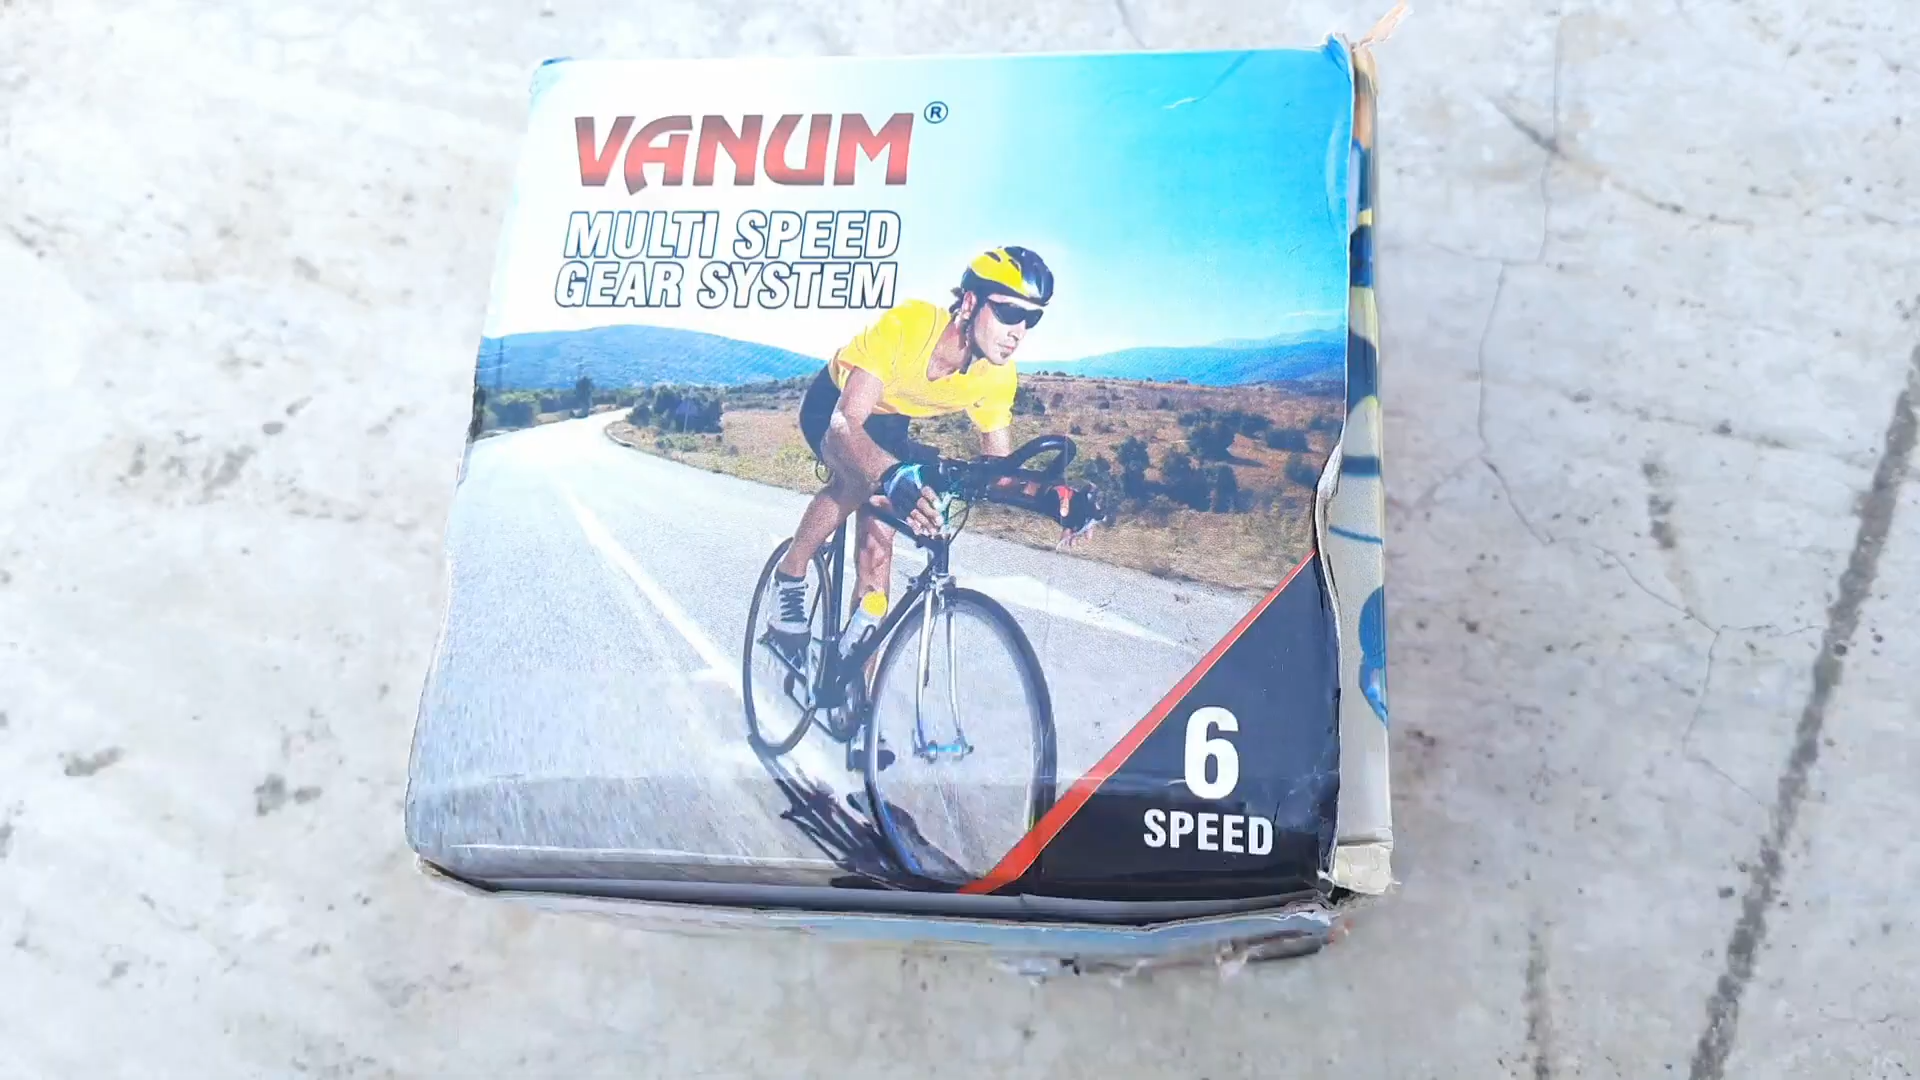 VANUM®
MULTI SPEED
GEAR SYSTEM
6
SPEED